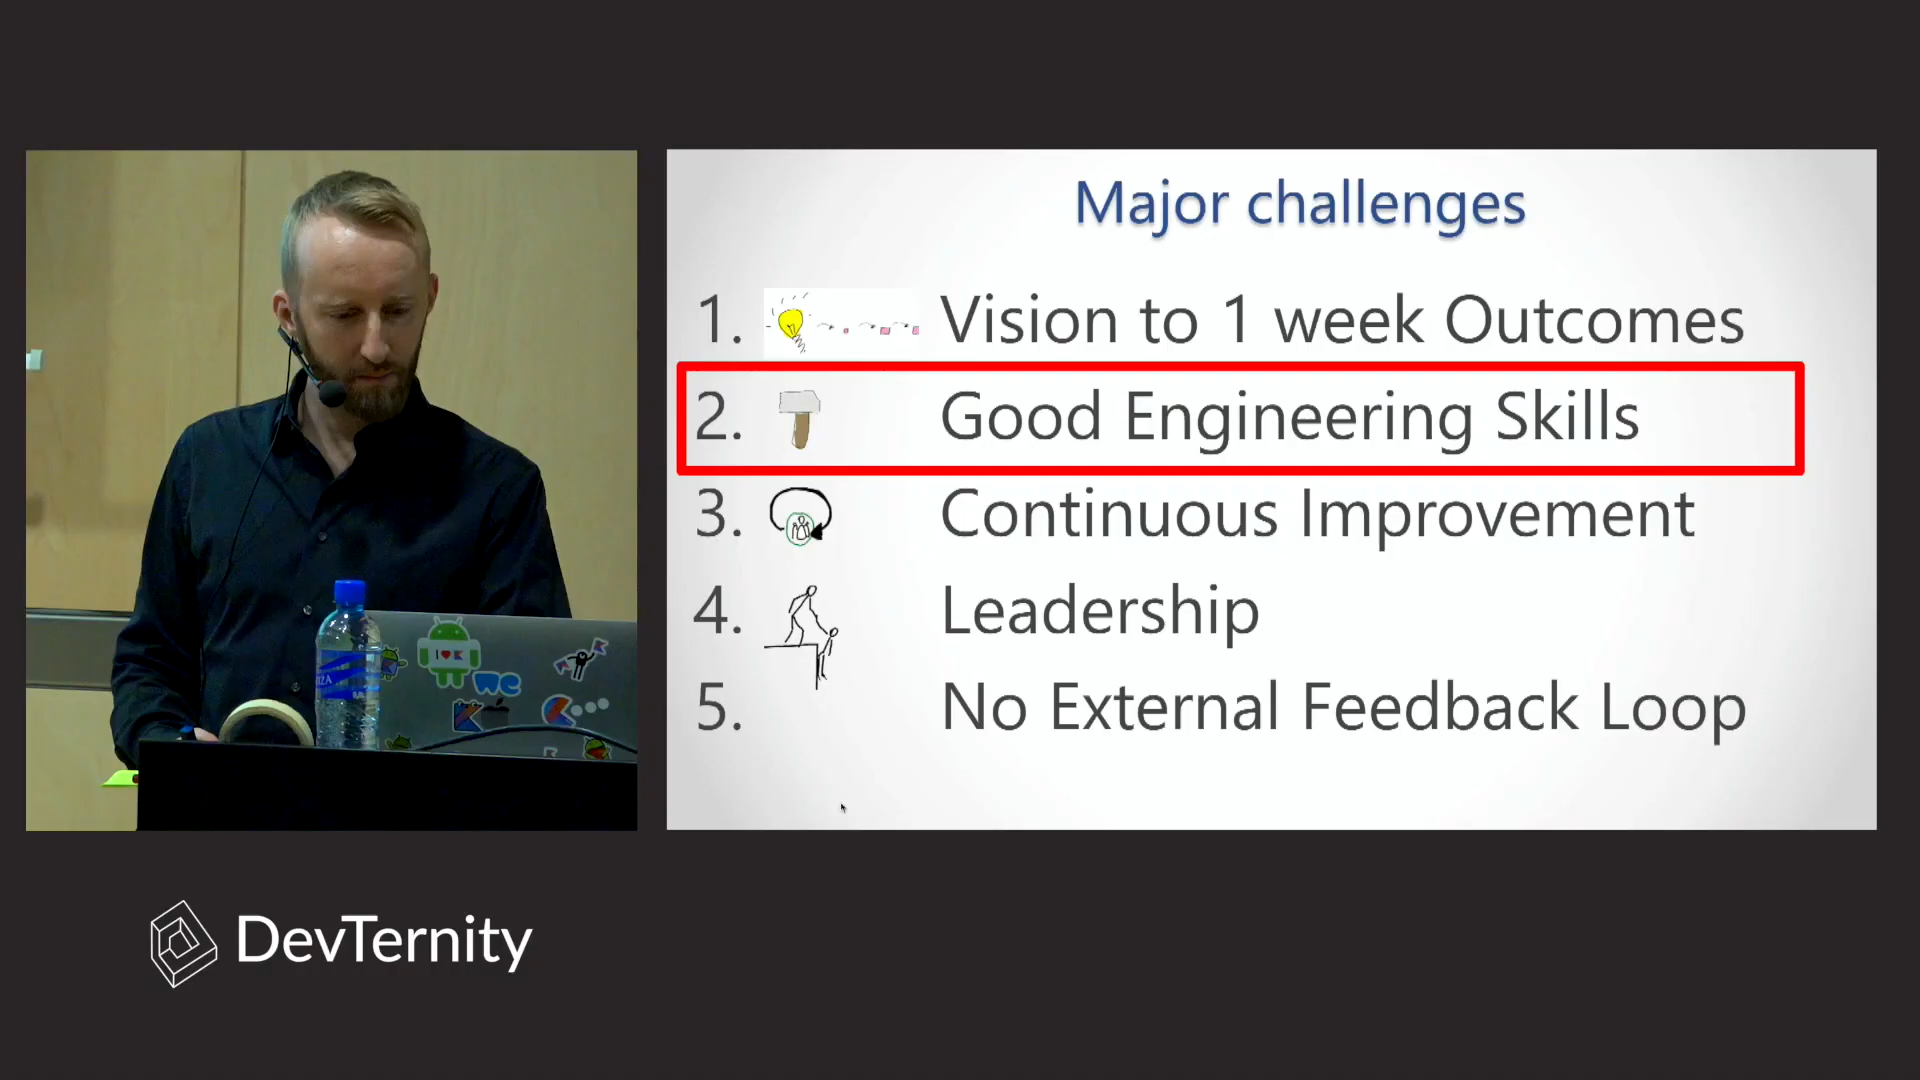 Major challenges
1. Vision to 1 week Outcomes
2. Good Engineering Skills
3. Continuous Improvement
4. Leadership
5. No External Feedback Loop
I K
we
DevTernity